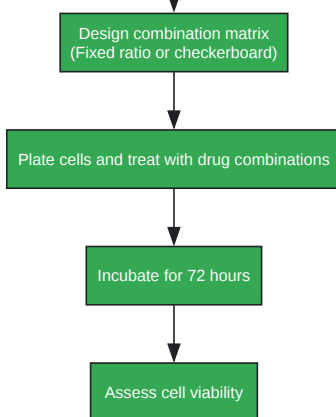 Design combination matrix
(Fixed ratio or checkerboard)
Plate cells and treat with drug combinations
Incubate for 72 hours
Assess cell viability